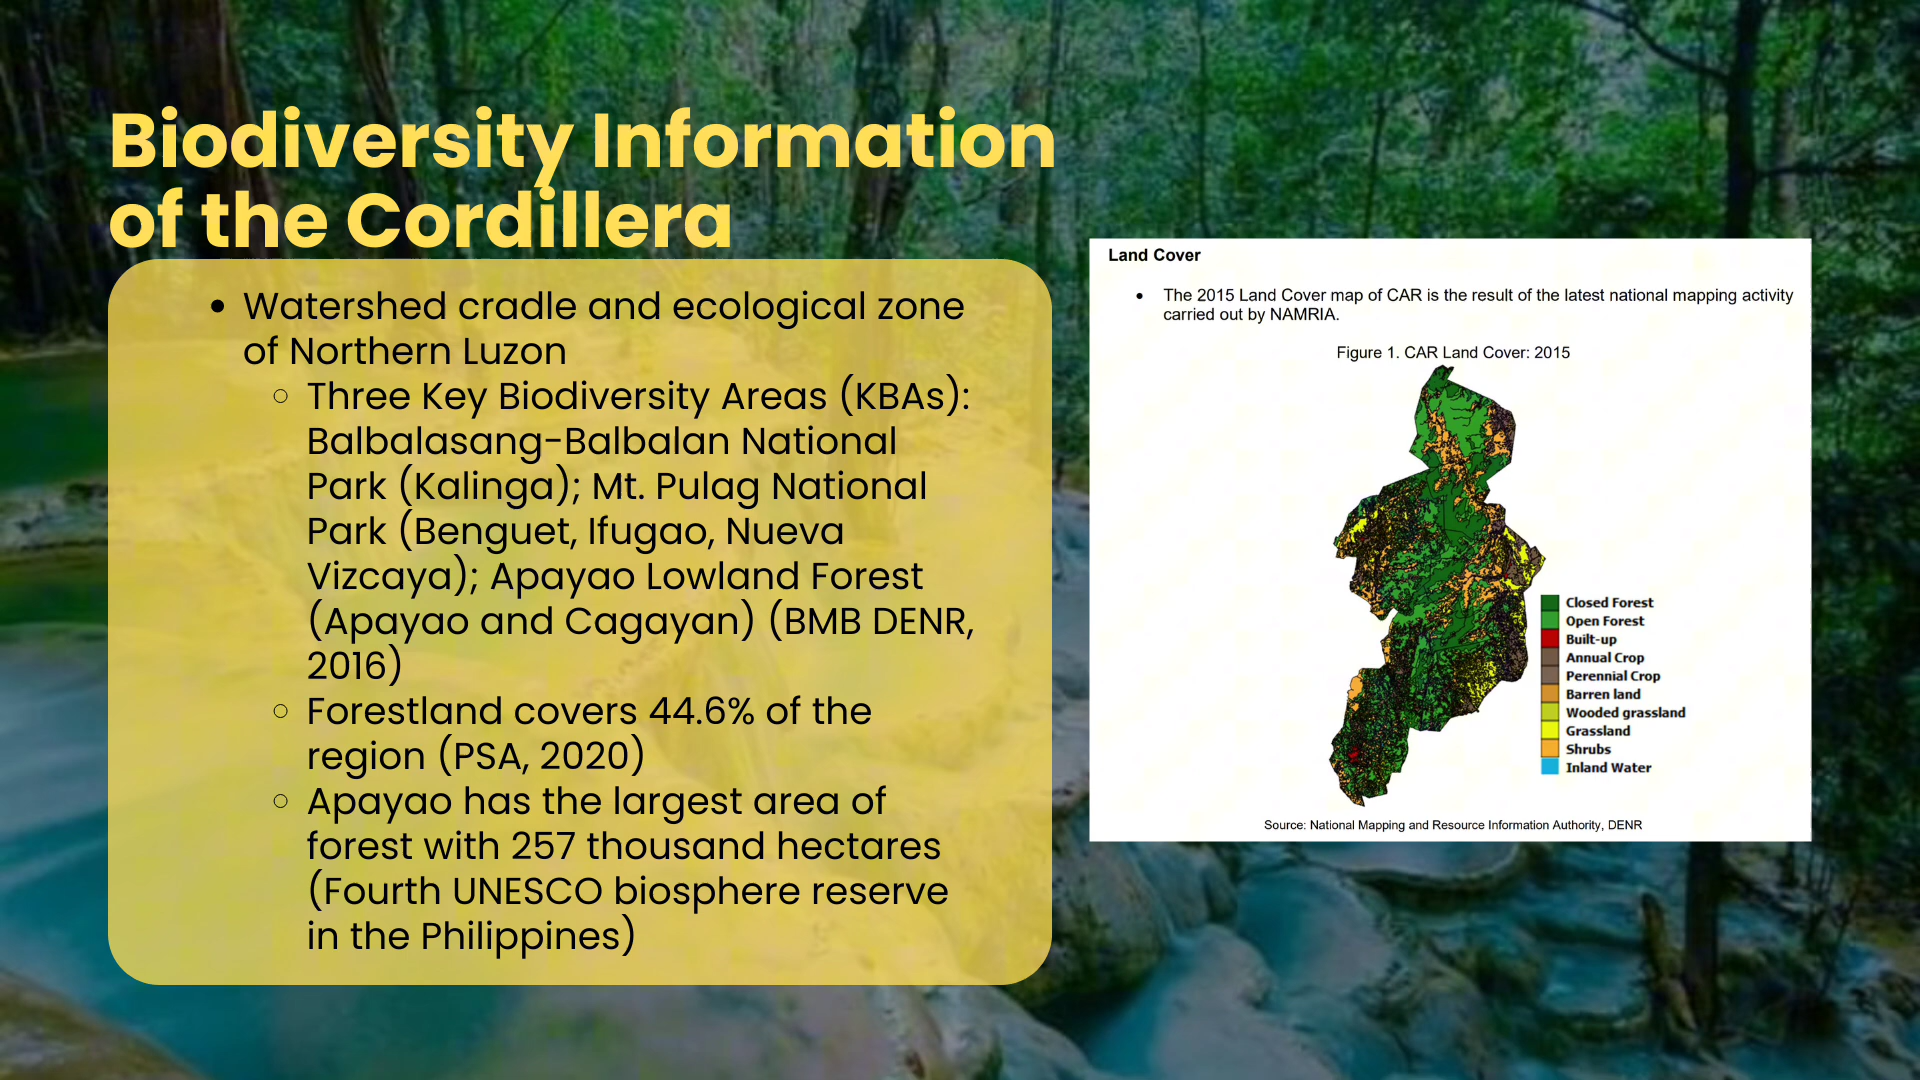 Biodiversity Information
of the Cordillera
• Watershed cradle and ecological zone
of Northern Luzon
○ Three Key Biodiversity Areas (KBAs):
Balbalasang-Balbalan National
Park (Kalinga); Mt. Pulag National
Park (Benguet, Ifugao, Nueva
Vizcaya); Apayao Lowland Forest
(Apayao and Cagayan) (BMB DENR,
2016)
○ Forestland covers 44.6% of the
region (PSA, 2020)
○ Apayao has the largest area of
forest with 257 thousand hectares
(Fourth UNESCO biosphere reserve
in the Philippines)
Land Cover
• The 2015 Land Cover map of CAR is the result of the latest national mapping activity
carried out by NAMRIA.
Figure 1. CAR Land Cover: 2015
Closed Forest
Open Forest
Built-up
Annual Crop
Perennial Crop
Barren land
Wooded grassland
Grassland
Shrubs
Inland Water
Source: National Mapping and Resource Information Authority, DENR